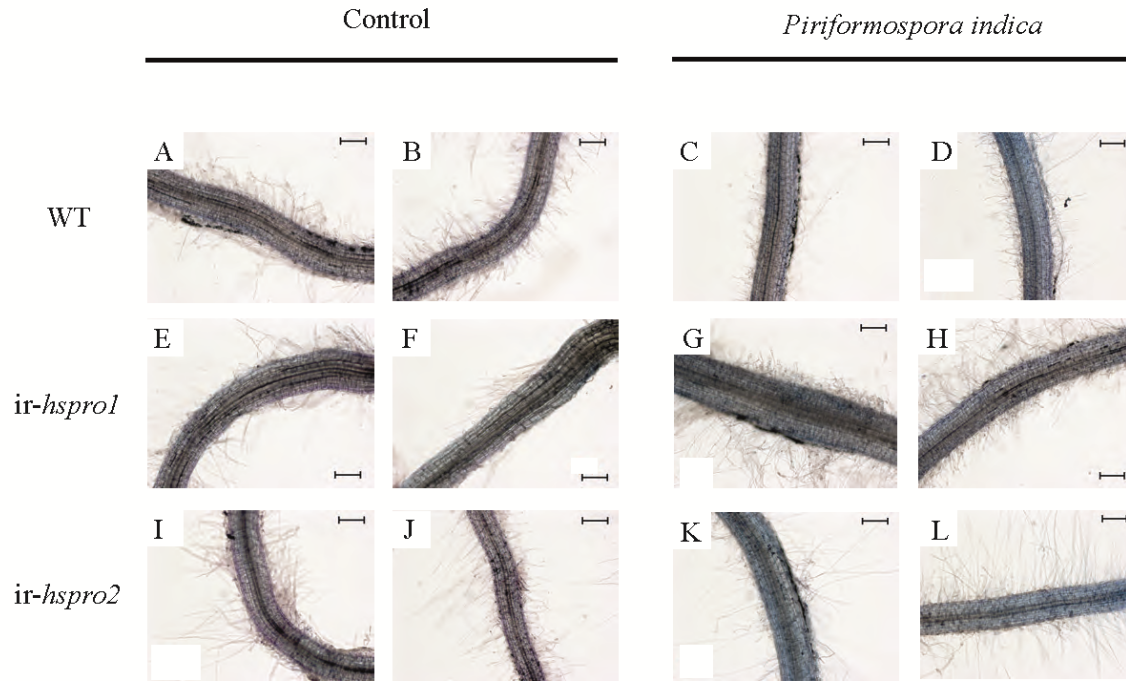 Control
Piriformospora indica
A
B
C
D
WT
E
F
G
H
ir-hspro1
I
J
K
L
ir-hspro2